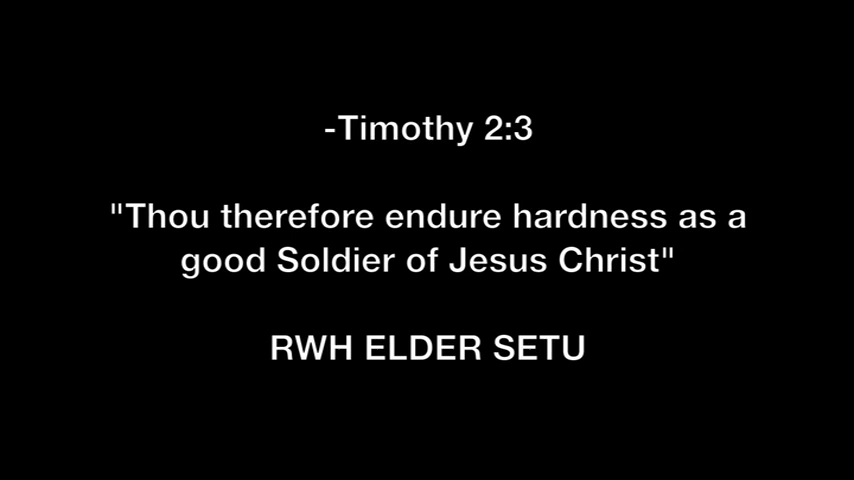 -Timothy 2:3
"Thou therefore endure hardness as a
good Soldier of Jesus Christ"
RWH ELDER SETU